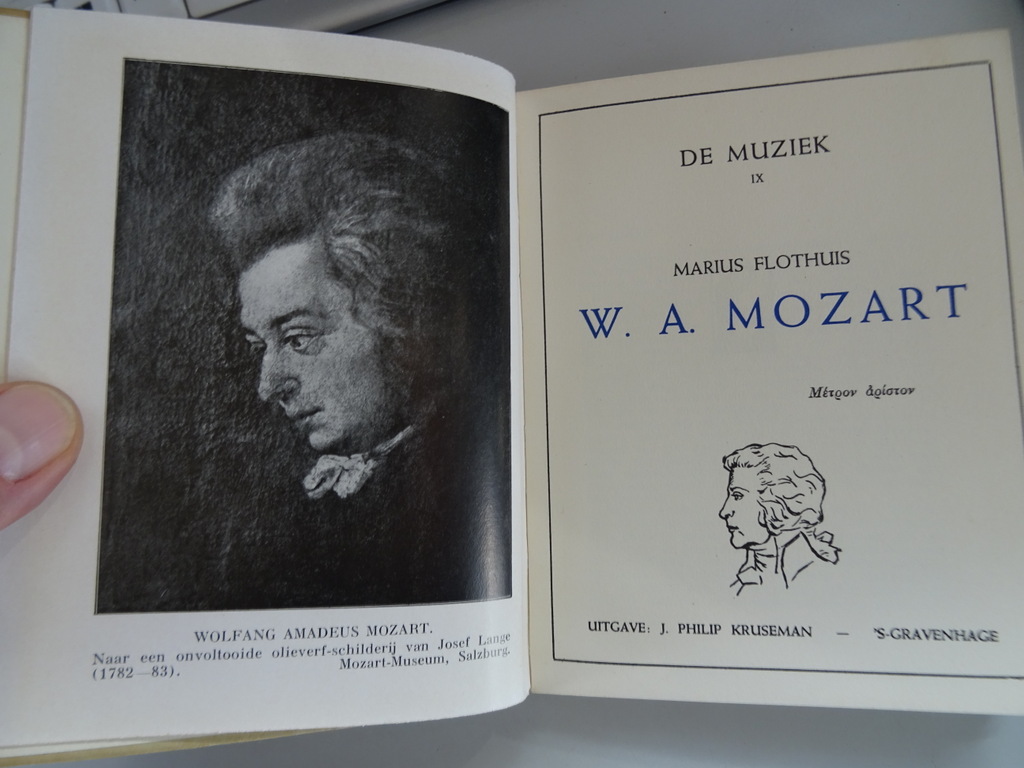 WOLFANG AMADEUS MOZART.
Naar een onvoltooide olieverf-schilderij van Josef Lange
(1782—83). Mozart-Museum, Salzburg.
DE MUZIEK
IX
MARIUS FLOTHUIS
W. A. MOZART
Μέτρον ἀρίστον
UITGAVE: J. PHILIP KRUSEMAN — 'S-GRAVENHAGE